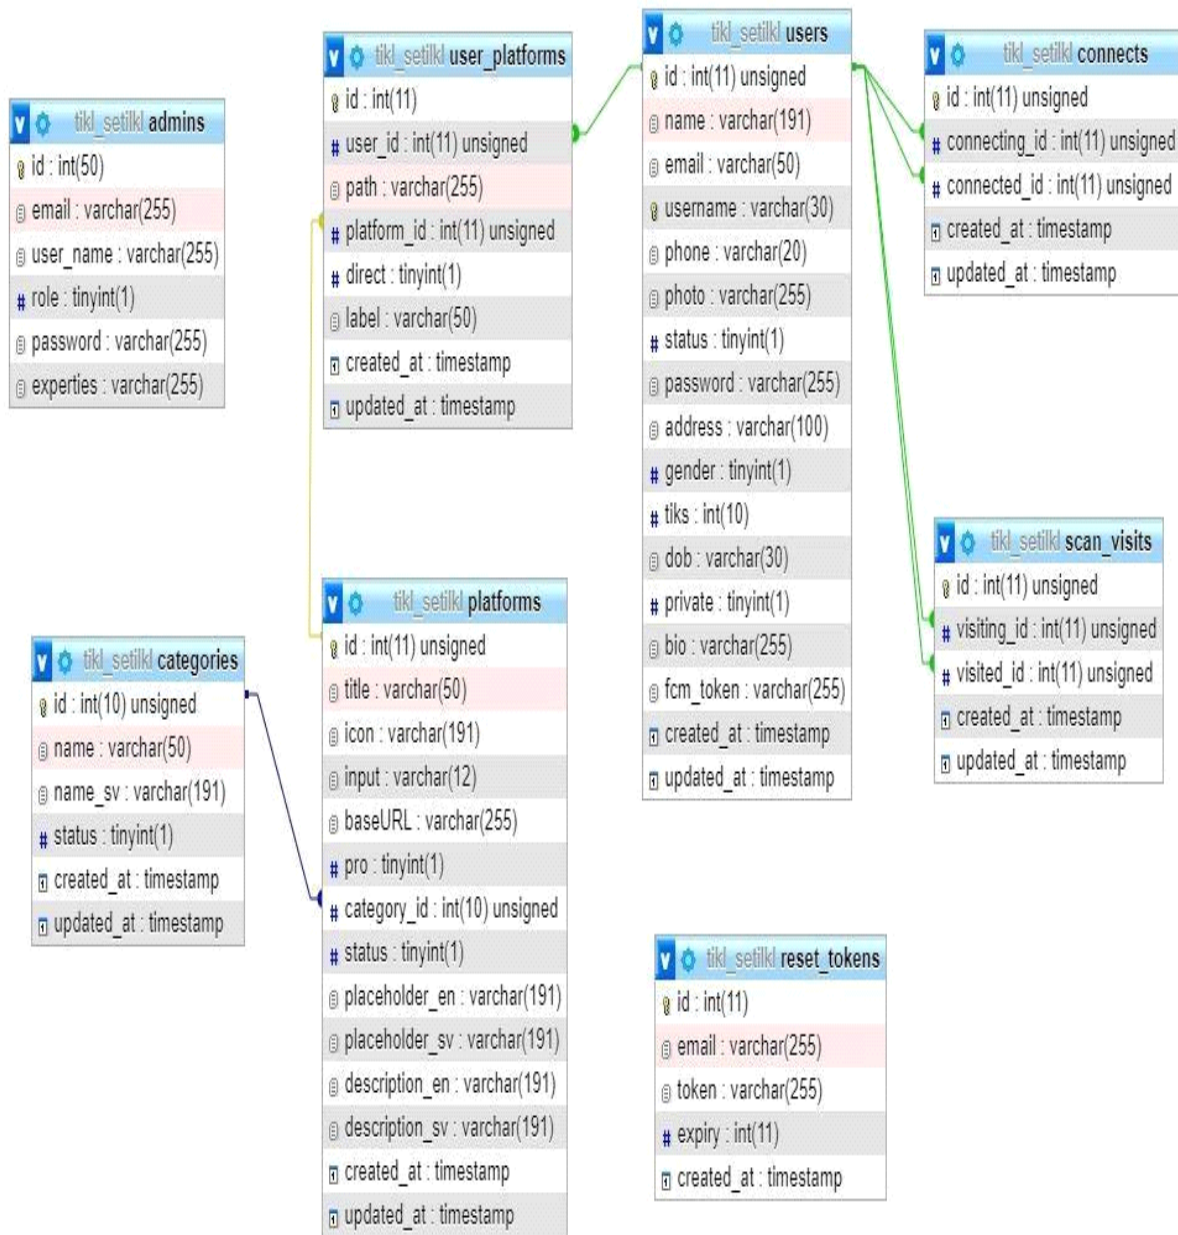 tikl_setilkl admins
id : int(50)
email : varchar(255)
user_name : varchar(255)
role : tinyint(1)
password : varchar(255)
experties : varchar(255)
tikl_setilkl user_platforms
id : int(11)
user_id : int(11) unsigned
path : varchar(255)
platform_id : int(11) unsigned
direct : tinyint(1)
label : varchar(50)
created_at : timestamp
updated_at : timestamp
tikl_setilkl users
id : int(11) unsigned
name : varchar(191)
email : varchar(50)
username : varchar(30)
phone : varchar(20)
photo : varchar(255)
status : tinyint(1)
password : varchar(255)
address : varchar(100)
gender : tinyint(1)
tiks : int(10)
dob : varchar(30)
private : tinyint(1)
bio : varchar(255)
fcm_token : varchar(255)
created_at : timestamp
updated_at : timestamp
tikl_setilkl connects
id : int(11) unsigned
connecting_id : int(11) unsigned
connected_id : int(11) unsigned
created_at : timestamp
updated_at : timestamp
tikl_setilkl categories
id : int(10) unsigned
name : varchar(50)
name_sv : varchar(191)
status : tinyint(1)
created_at : timestamp
updated_at : timestamp
tikl_setilkl platforms
id : int(11) unsigned
title : varchar(50)
icon : varchar(191)
input : varchar(12)
baseURL : varchar(255)
pro : tinyint(1)
category_id : int(10) unsigned
status : tinyint(1)
placeholder_en : varchar(191)
placeholder_sv : varchar(191)
description_en : varchar(191)
description_sv : varchar(191)
created_at : timestamp
updated_at : timestamp
tikl_setilkl scan_visits
id : int(11) unsigned
visiting_id : int(11) unsigned
visited_id : int(11) unsigned
created_at : timestamp
updated_at : timestamp
tikl_setilkl reset_tokens
id : int(11)
email : varchar(255)
token : varchar(255)
expiry : int(11)
created_at : timestamp